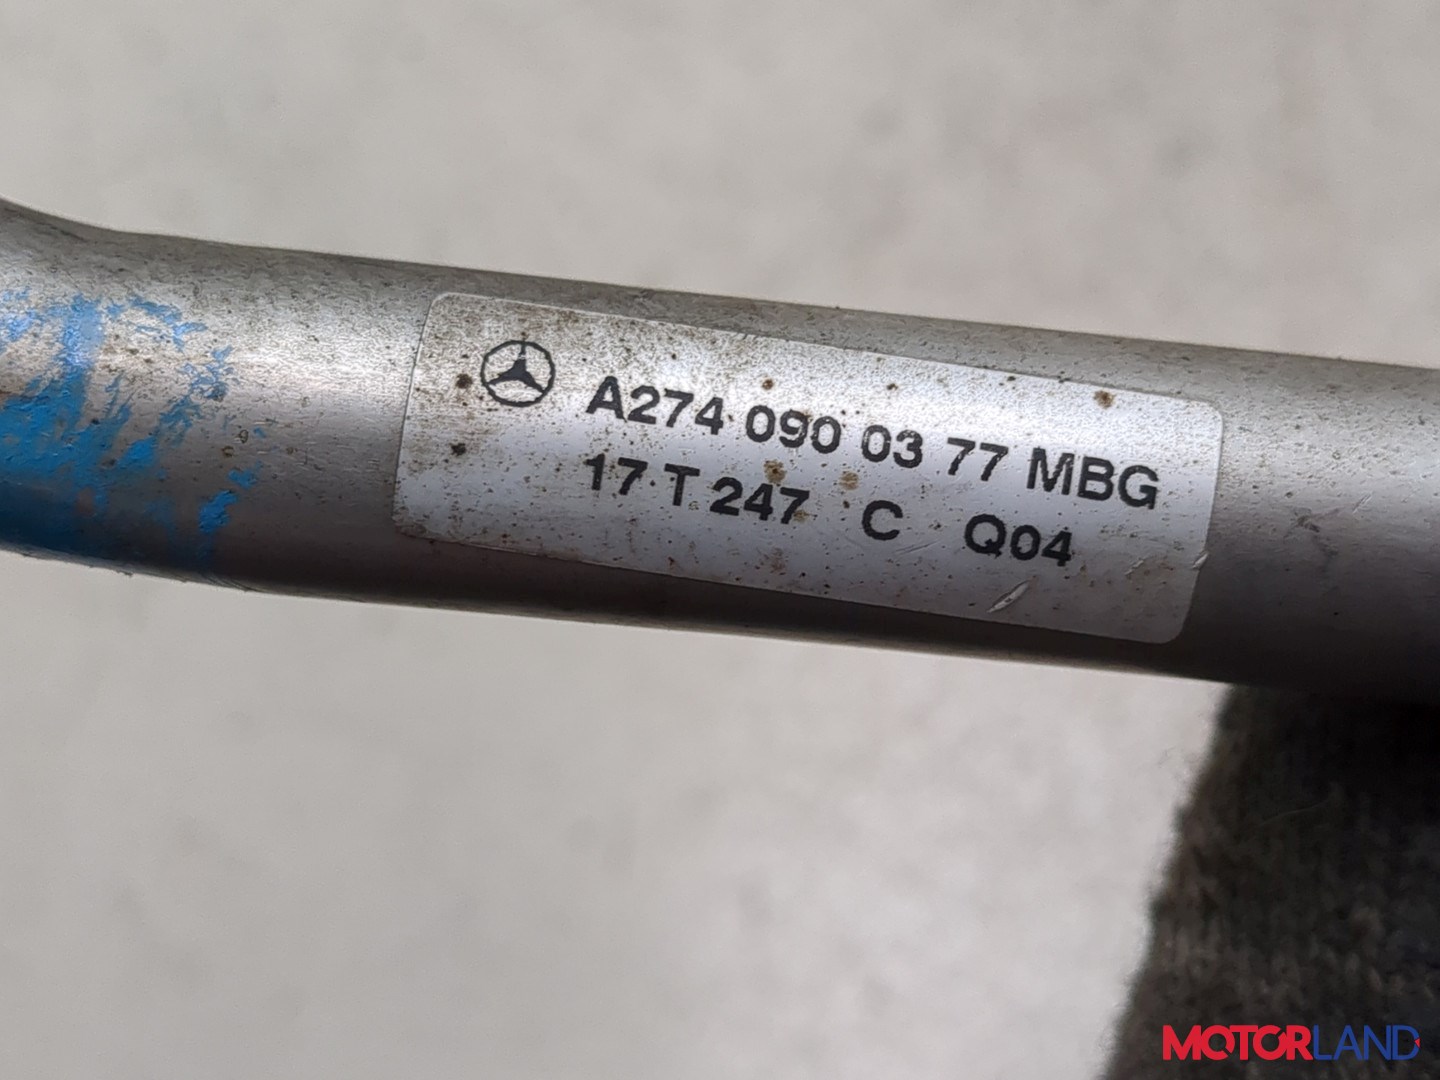 A274 090 03 77 MBG
17 T 247 C Q04
MOTORLAND